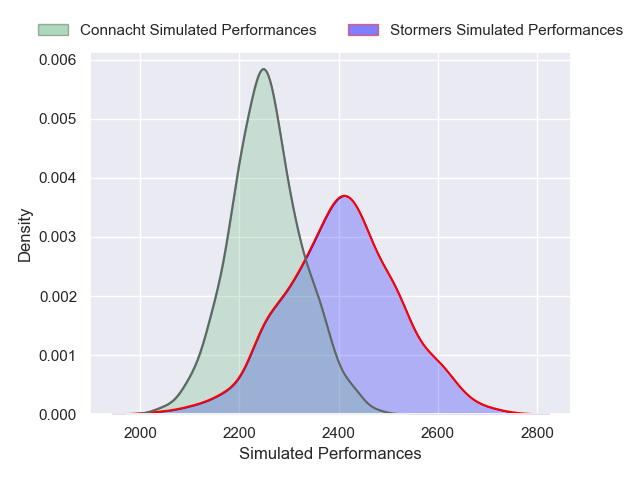 Connacht Simulated Performances Stormers Simulated Performances
0.006
0.005
0.004
0.003
0.002
0.001
0.000
Density
2000 2200 2400 2600 2800
Simulated Performances